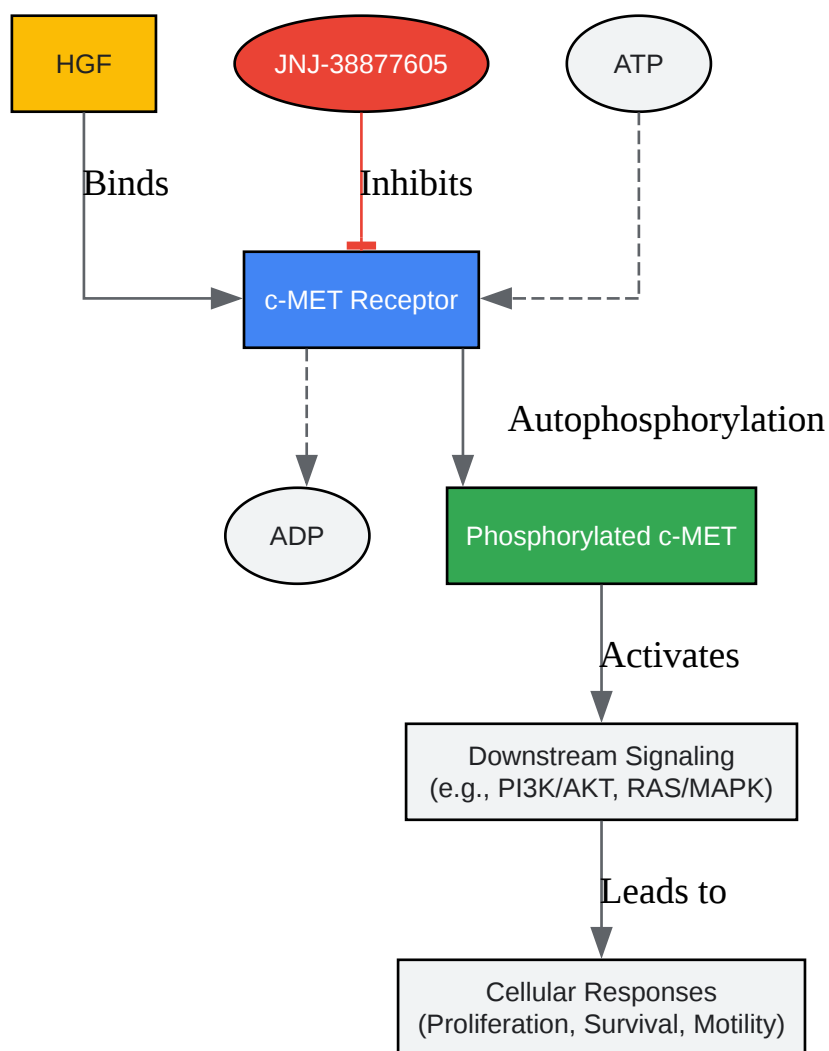 HGF
JNJ-38877605
ATP
Binds
Inhibits
c-MET Receptor
Autophosphorylation
ADP
Phosphorylated c-MET
Activates
Downstream Signaling
(e.g., PI3K/AKT, RAS/MAPK)
Leads to
Cellular Responses
(Proliferation, Survival, Motility)